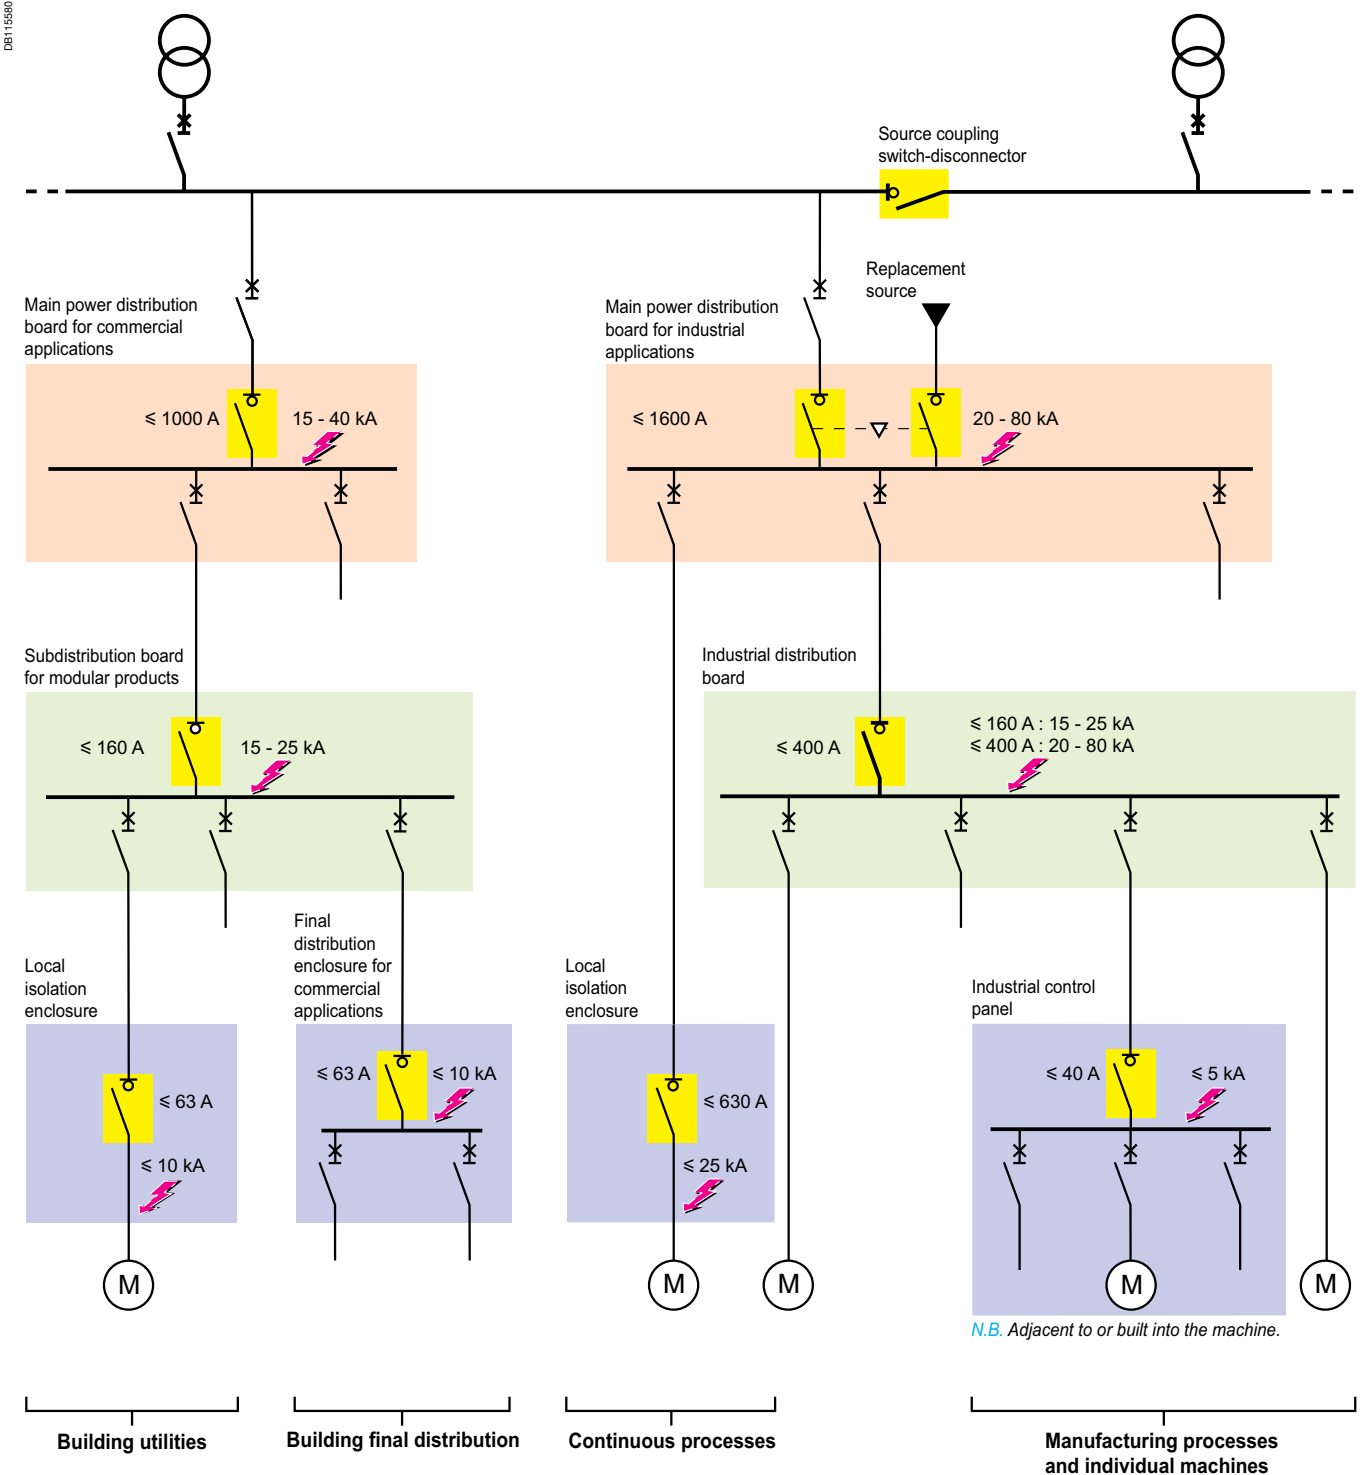 DB115580
Source coupling
switch-disconnector
Replacement
source
Main power distribution
board for commercial
applications
Main power distribution
board for industrial
applications
≤ 1000 A
15 - 40 kA
≤ 1600 A
20 - 80 kA
Subdistribution board
for modular products
Industrial distribution
board
≤ 160 A
15 - 25 kA
≤ 400 A
≤ 160 A : 15 - 25 kA
≤ 400 A : 20 - 80 kA
Local
isolation
enclosure
Final
distribution
enclosure for
commercial
applications
Local
isolation
enclosure
Industrial control
panel
≤ 63 A
≤ 10 kA
≤ 63 A
≤ 10 kA
≤ 630 A
≤ 25 kA
≤ 40 A
≤ 5 kA
M
M
M
M
M
N.B. Adjacent to or built into the machine.
Building utilities
Building final distribution
Continuous processes
Manufacturing processes
and individual machines